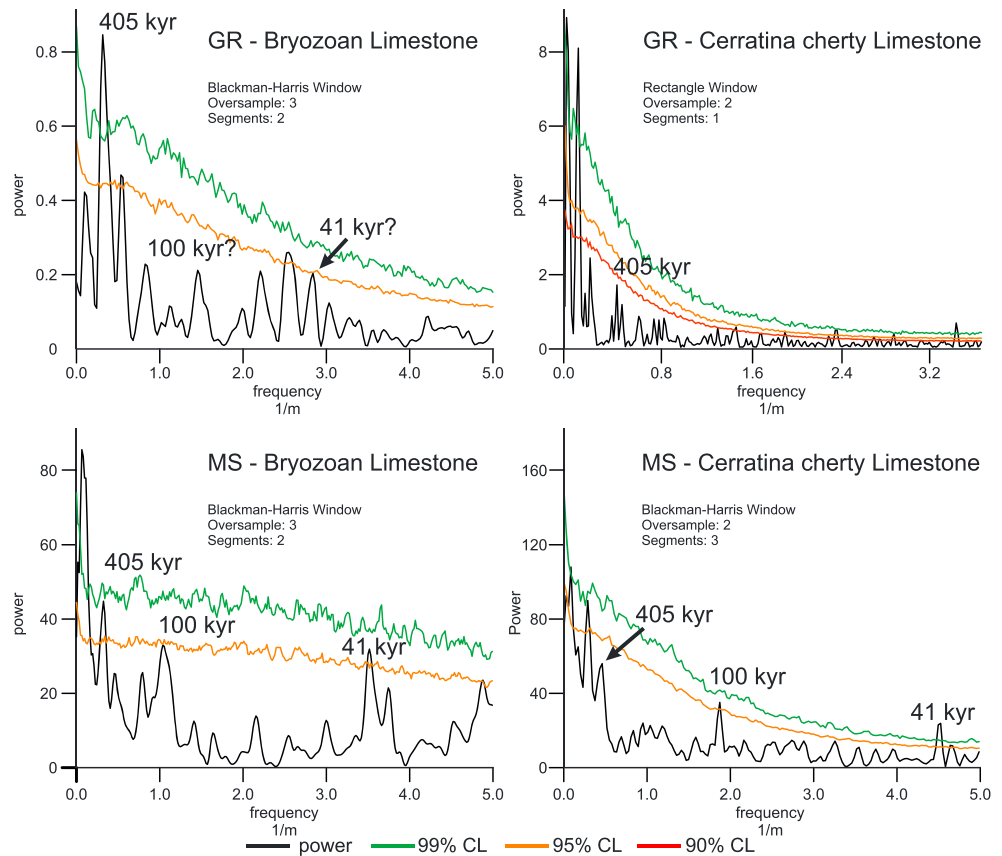 405 kyr
GR - Bryozoan Limestone
Blackman-Harris Window
Oversample: 3
Segments: 2
100 kyr?
41 kyr?
power
0.8
0.6
0.4
0.2
0
0.0 1.0 2.0 3.0 4.0 5.0
frequency
1/m
GR - Cerratina cherty Limestone
Rectangle Window
Oversample: 2
Segments: 1
405 kyr
power
8
6
4
2
0
0.0 0.8 1.6 2.4 3.2
frequency
1/m
MS - Bryozoan Limestone
Blackman-Harris Window
Oversample: 3
Segments: 2
405 kyr
100 kyr
41 kyr
power
80
60
40
20
0
0.0 1.0 2.0 3.0 4.0 5.0
frequency
1/m
MS - Cerratina cherty Limestone
Blackman-Harris Window
Oversample: 2
Segments: 3
405 kyr
100 kyr
41 kyr
Power
160
120
80
40
0
0.0 1.0 2.0 3.0 4.0 5.0
frequency
1/m
power 99% CL 95% CL 90% CL